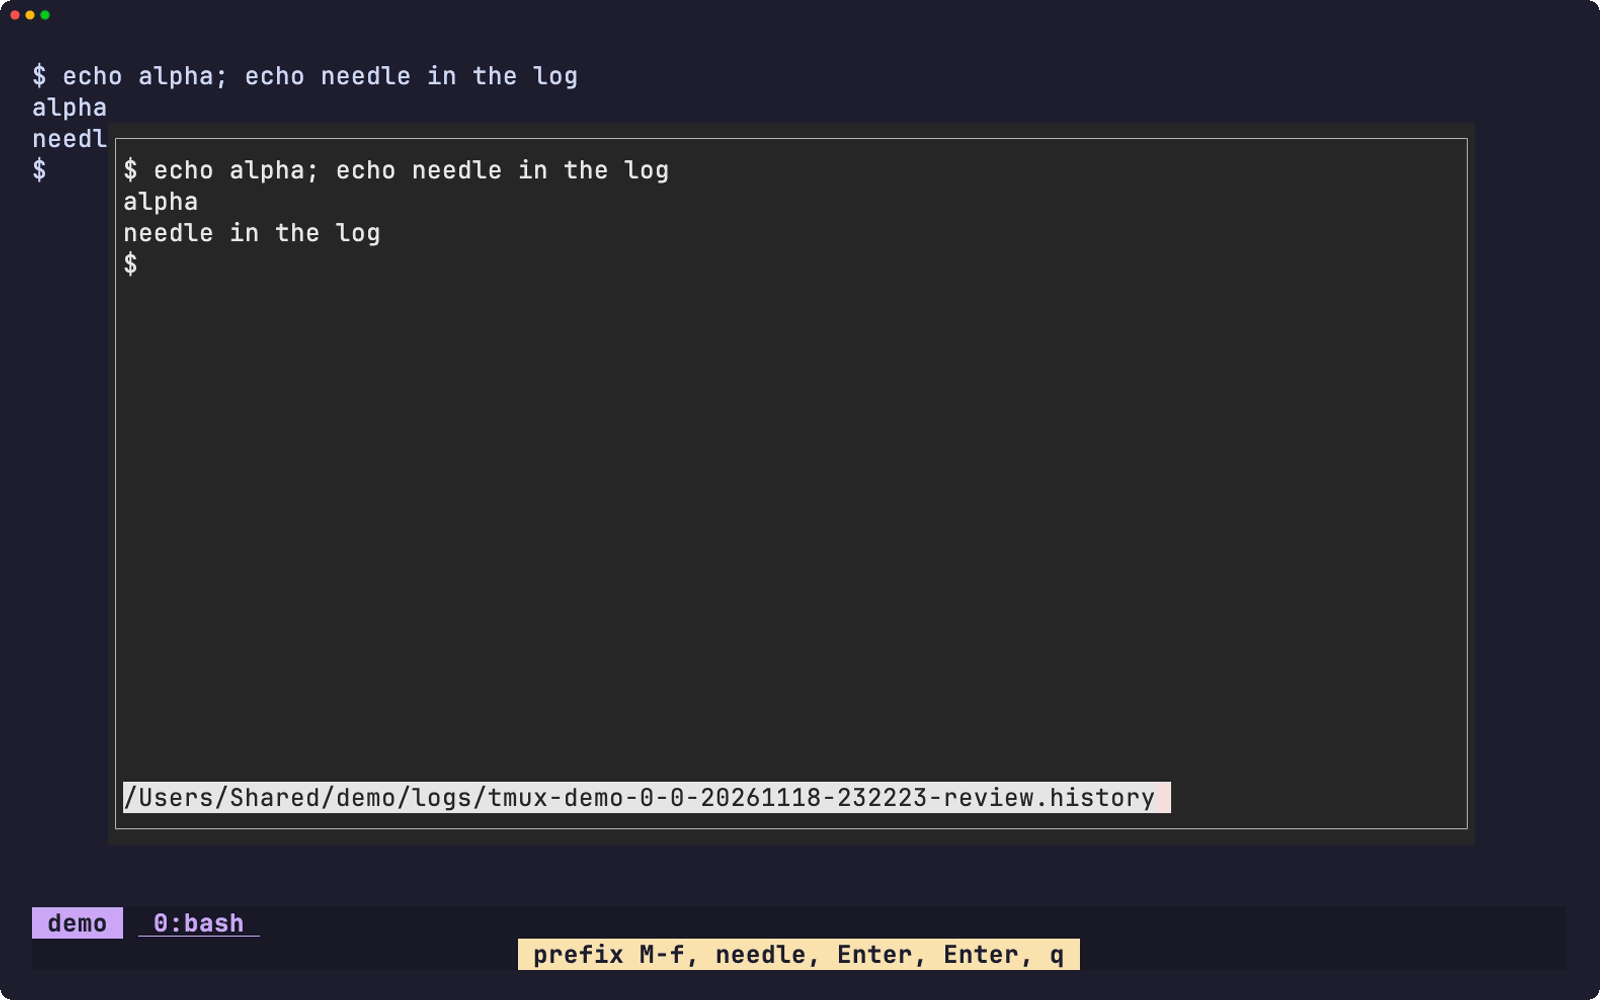 $ echo alpha; echo needle in the log
alpha
needl
$
$ echo alpha; echo needle in the log
alpha
needle in the log
$
/Users/Shared/demo/logs/tmux-demo-0-0-20261118-232223-review.history
demo 0:bash
prefix M-f, needle, Enter, Enter, q